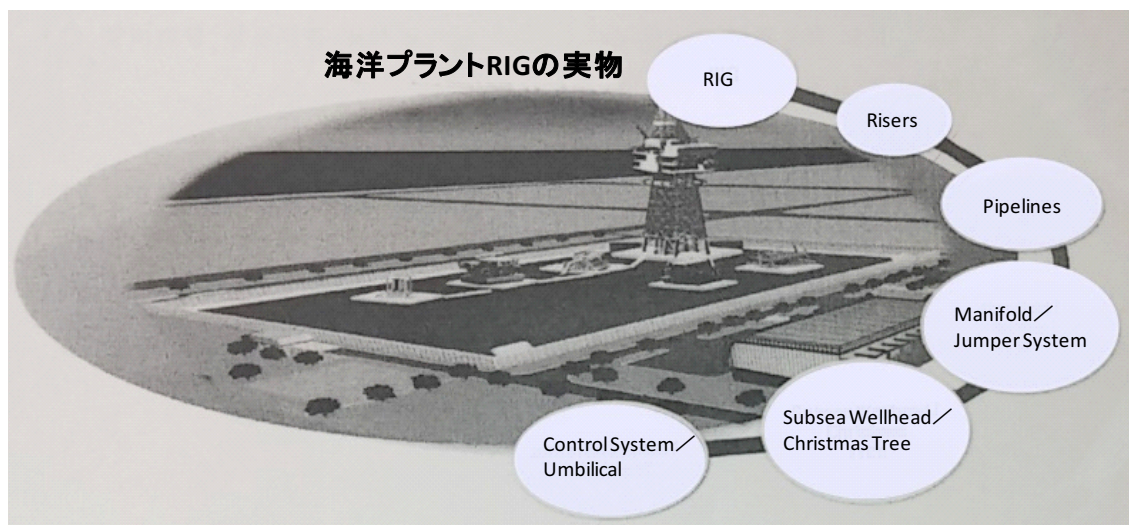 海洋プラントRIGの実物
RIG
Risers
Pipelines
Manifold／
Jumper System
Subsea Wellhead／
Christmas Tree
Control System／
Umbilical